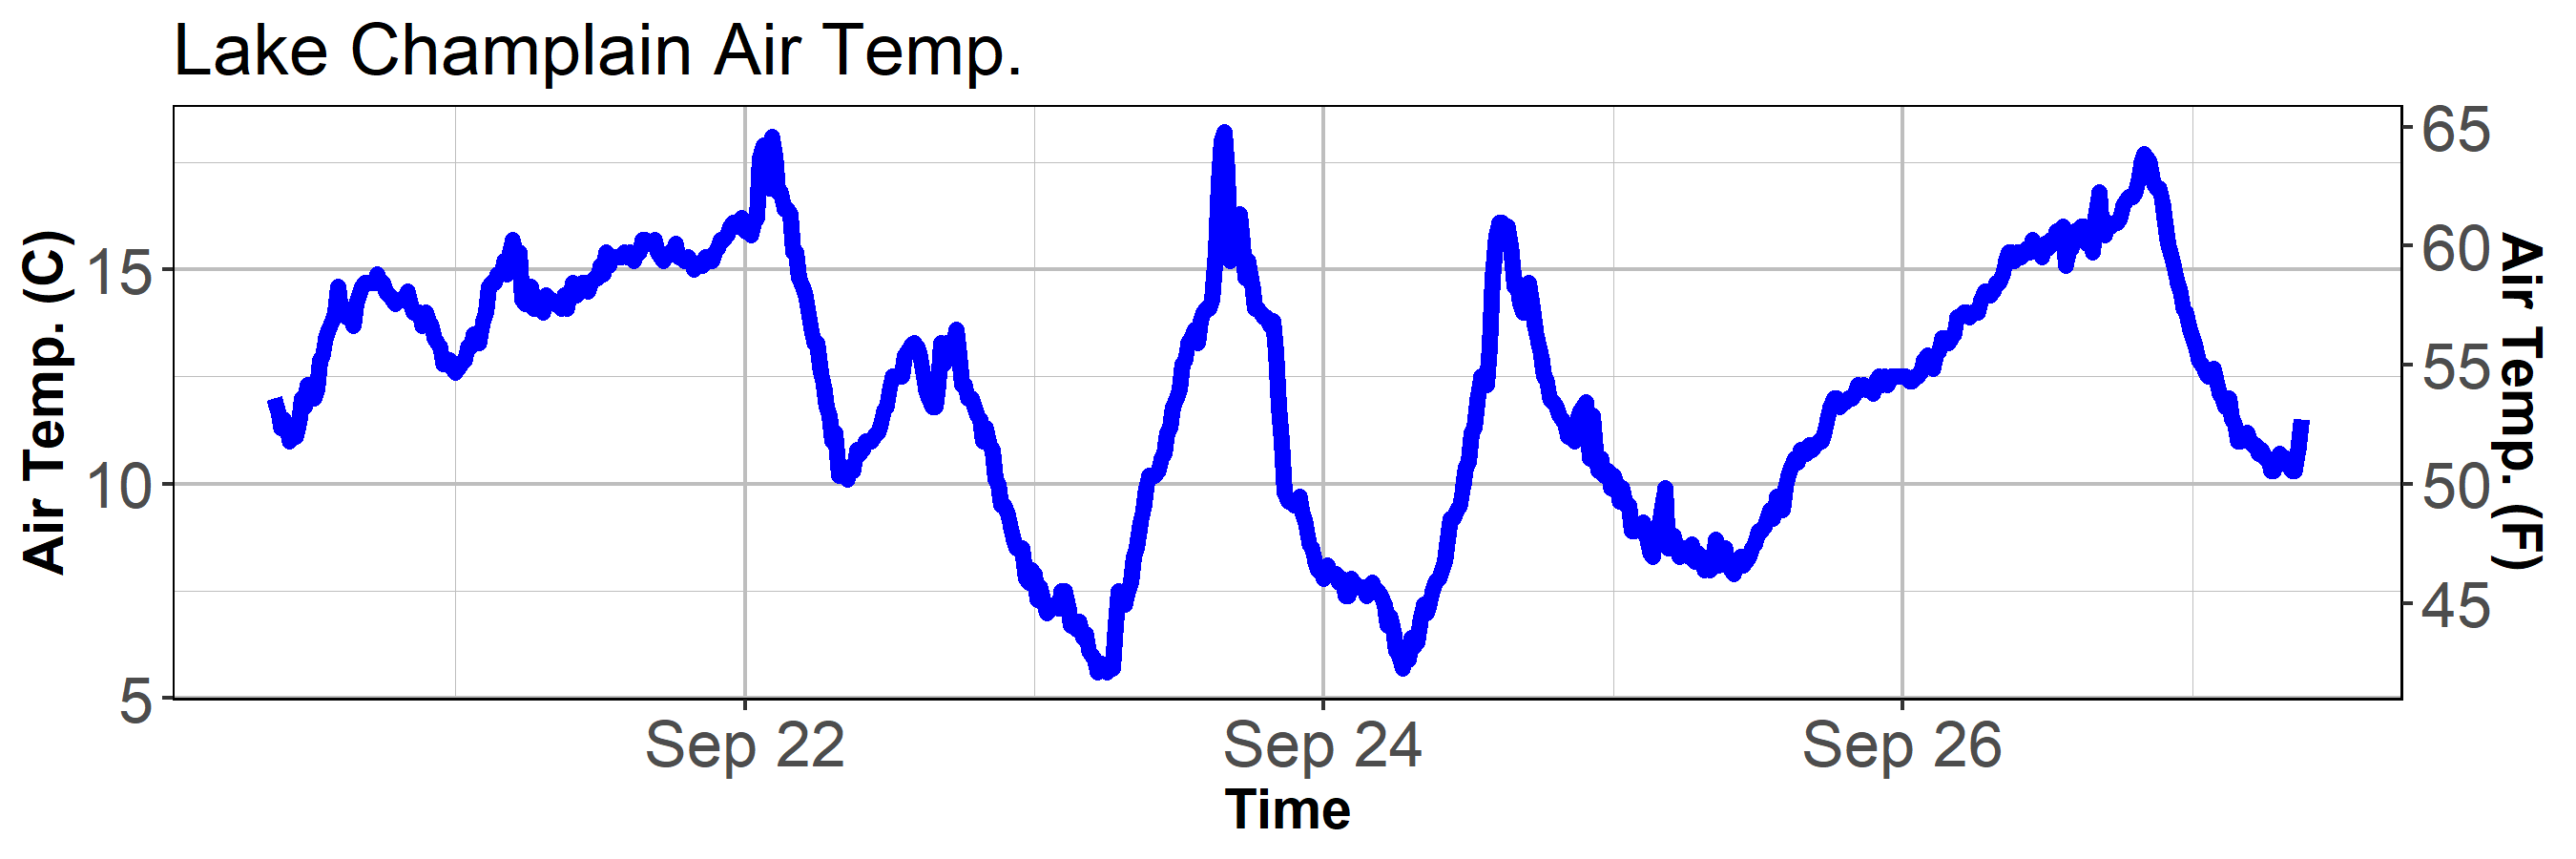 Lake Champlain Air Temp.
Air Temp. (C)
15
10
5
65
60
55
50
45
Air Temp. (F)
Sep 22
Sep 24
Sep 26
Time